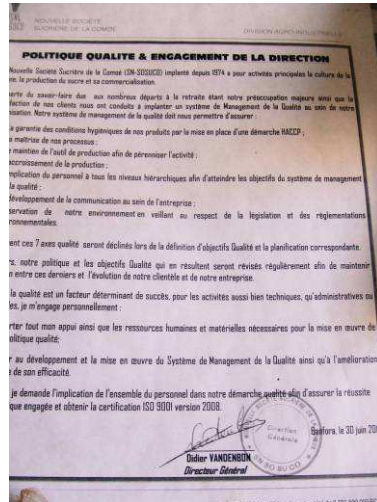 NOUVELLE SOCIÉTÉ
SUCRIÈRE DE LA COMOÉ
DIVISION AGRO-INDUSTRIELLE
POLITIQUE QUALITE & ENGAGEMENT DE LA DIRECTION
Nouvelle Société Sucrière de la Comoé (SN-SOSUCO) implanté depuis 1974 a pour activités principales la culture de la
ne, la production du sucre et sa commercialisation.
perte du savoir-faire due aux nombreux départs à la retraite étant notre préoccupation majeure ainsi que la
faction de nos clients nous ont conduits à implanter un système de Management de la Qualité au sein de notre
nisation. Notre système de management de la qualité doit nous permettre d'assurer :
a garantie des conditions hygiéniques de nos produits par la mise en place d'une démarche HACCP ;
a maîtrise de nos processus ;
e maintien de l'outil de production afin de pérenniser l'activité ;
accroissement de la production ;
mplication du personnel à tous les niveaux hiérarchiques afin d'atteindre les objectifs du système de management
la qualité ;
développement de la communication au sein de l'entreprise ;
servation de notre environnement en veillant au respect de la législation et des réglementations
ronnementales.
ent ces 7 axes qualité seront déclinés lors de la définition d'objectifs Qualité et la planification correspondante.
rs, notre politique et les objectifs Qualité qui en résultent seront révisés régulièrement afin de maintenir
n entre ces derniers et l'évolution de notre clientèle et de notre entreprise.
la qualité est un facteur déterminant de succès, pour les activités aussi bien techniques, qu'administratives ou
les, je m'engage personnellement :
rter tout mon appui ainsi que les ressources humaines et matérielles nécessaires pour la mise en œuvre de
olitique qualité;
r au développement et la mise en œuvre du Système de Management de la Qualité ainsi qu'à l'amélioration
e de son efficacité.
je demande l'implication de l'ensemble du personnel dans notre démarche qualité afin d'assurer la réussite
que engagée et obtenir la certification ISO 9001 version 2008.
Banfora, le 30 juin 20
Direction
Générale
SN SOSUCO
Didier VANDENBON
Directeur Général